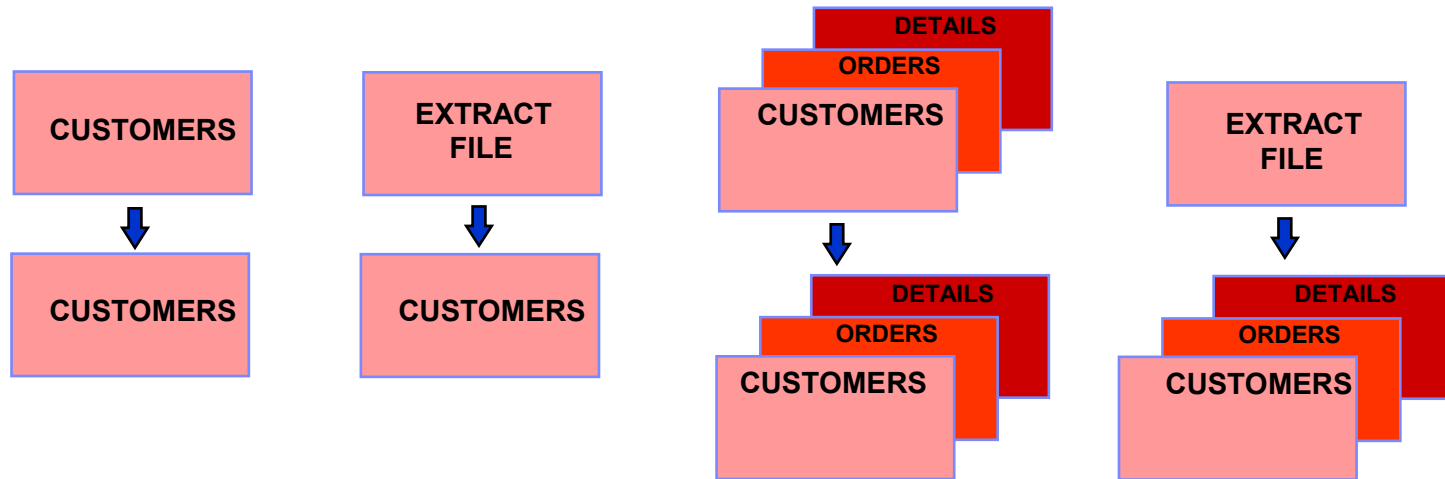 CUSTOMERS
CUSTOMERS
EXTRACT
FILE
CUSTOMERS
DETAILS
ORDERS
CUSTOMERS
DETAILS
ORDERS
CUSTOMERS
EXTRACT
FILE
DETAILS
ORDERS
CUSTOMERS